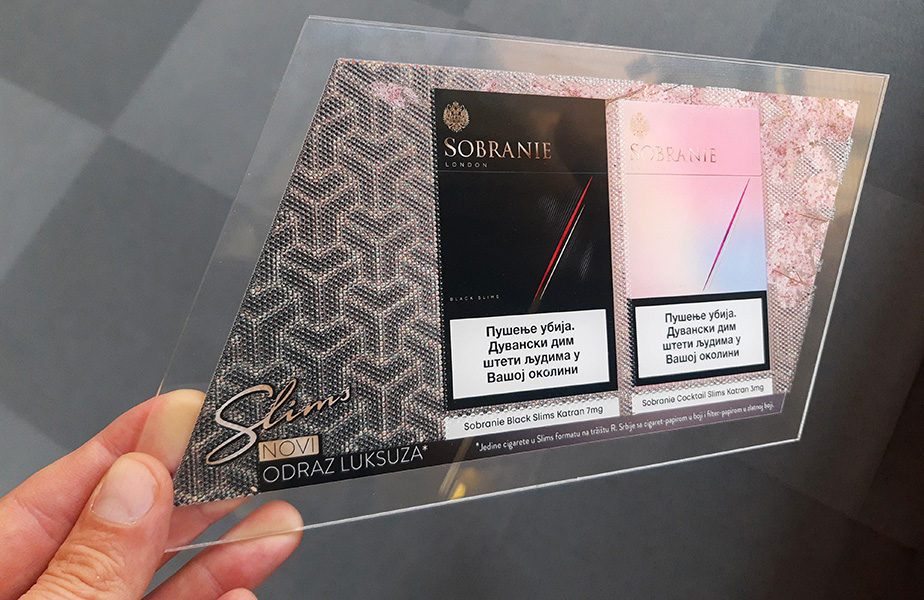 SOBRANIE
LONDON
BLACK SLIMS
Пушење убија.
Дувански дим
штети људима у
Вашој околини
Sobranie Black Slims Katran 7mg
SOBRANIE
Пушење убија.
Дувански дим
штети људима у
Вашој околини
Sobranie Cocktail Slims Katran 3mg
Slims
NOVI
ODRAZ LUKSUZA*
*Jedine cigarete u Slims formatu na tržištu R. Srbije sa cigaret-papirom u boji i filter-papirom u zlatnoj boji.